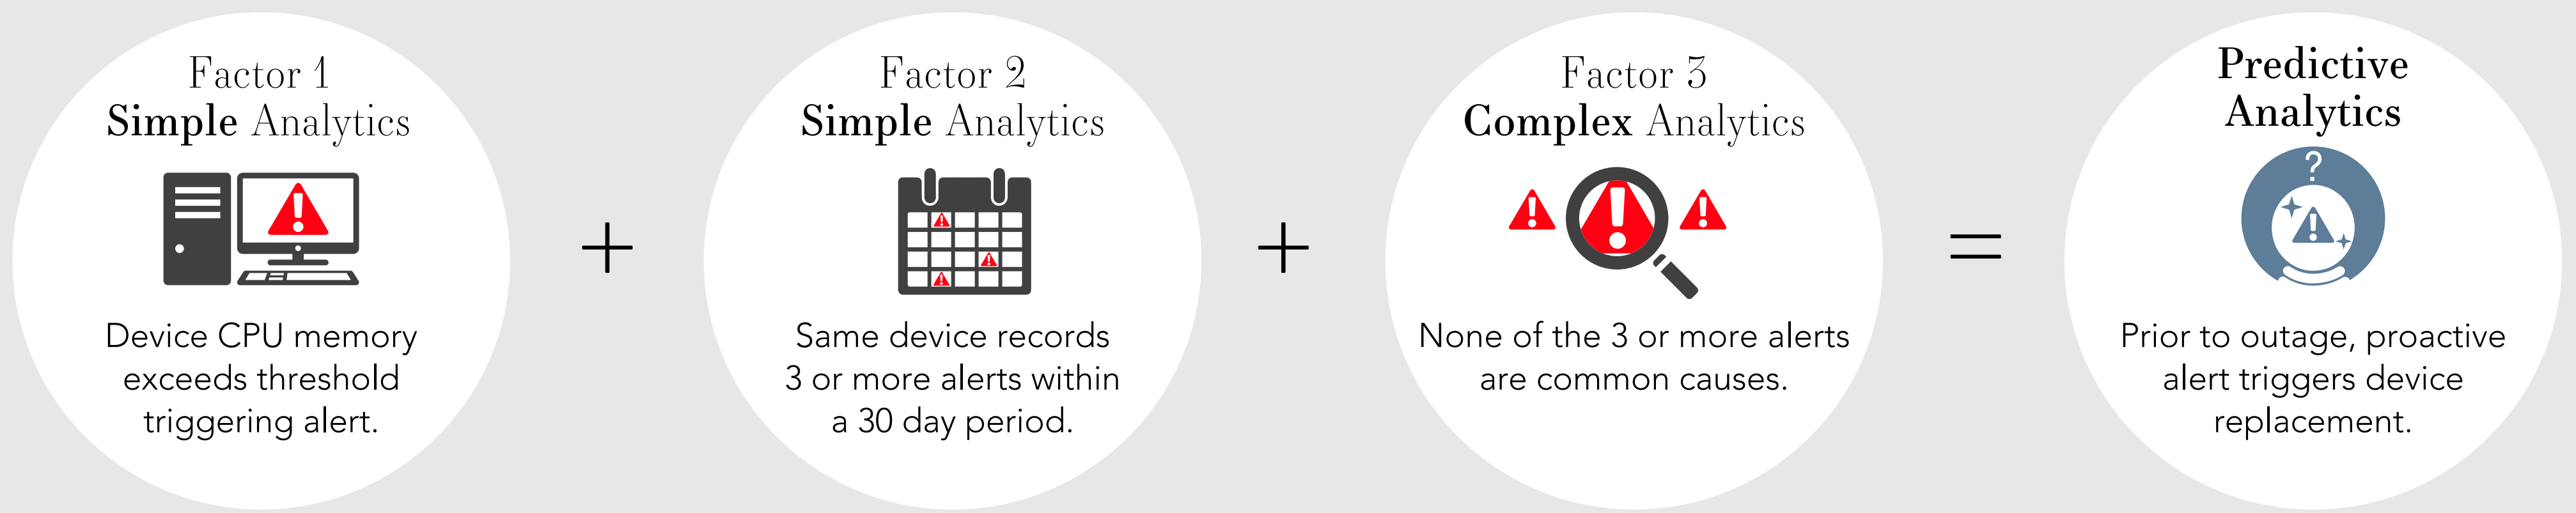 Factor 1
Simple Analytics
Device CPU memory
exceeds threshold
triggering alert.
+
Factor 2
Simple Analytics
Same device records
3 or more alerts within
a 30 day period.
+
Factor 3
Complex Analytics
None of the 3 or more alerts
are common causes.
=
Predictive
Analytics
?
Prior to outage, proactive
alert triggers device
replacement.